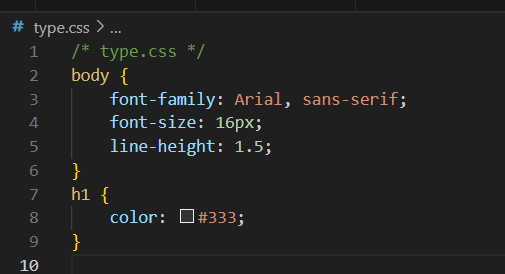 # type.css > ...
1 /* type.css */
2 body {
3 font-family: Arial, sans-serif;
4 font-size: 16px;
5 line-height: 1.5;
6 }
7 h1 {
8 color: #333;
9 }
10